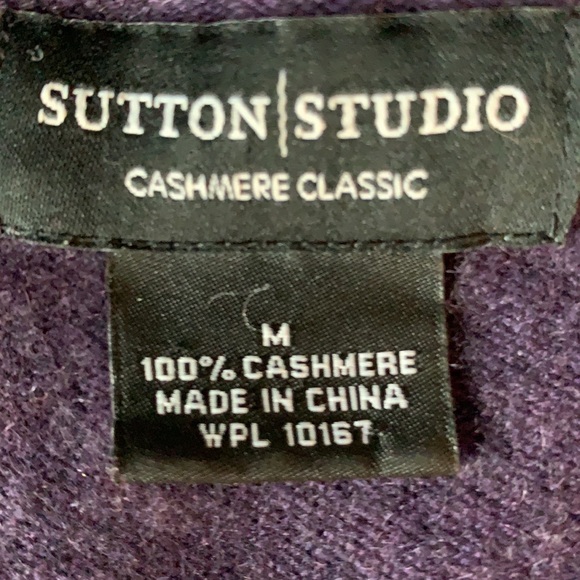 SUTTON|STUDIO
CASHMERE CLASSIC
M
100% CASHMERE
MADE IN CHINA
WPL 10167